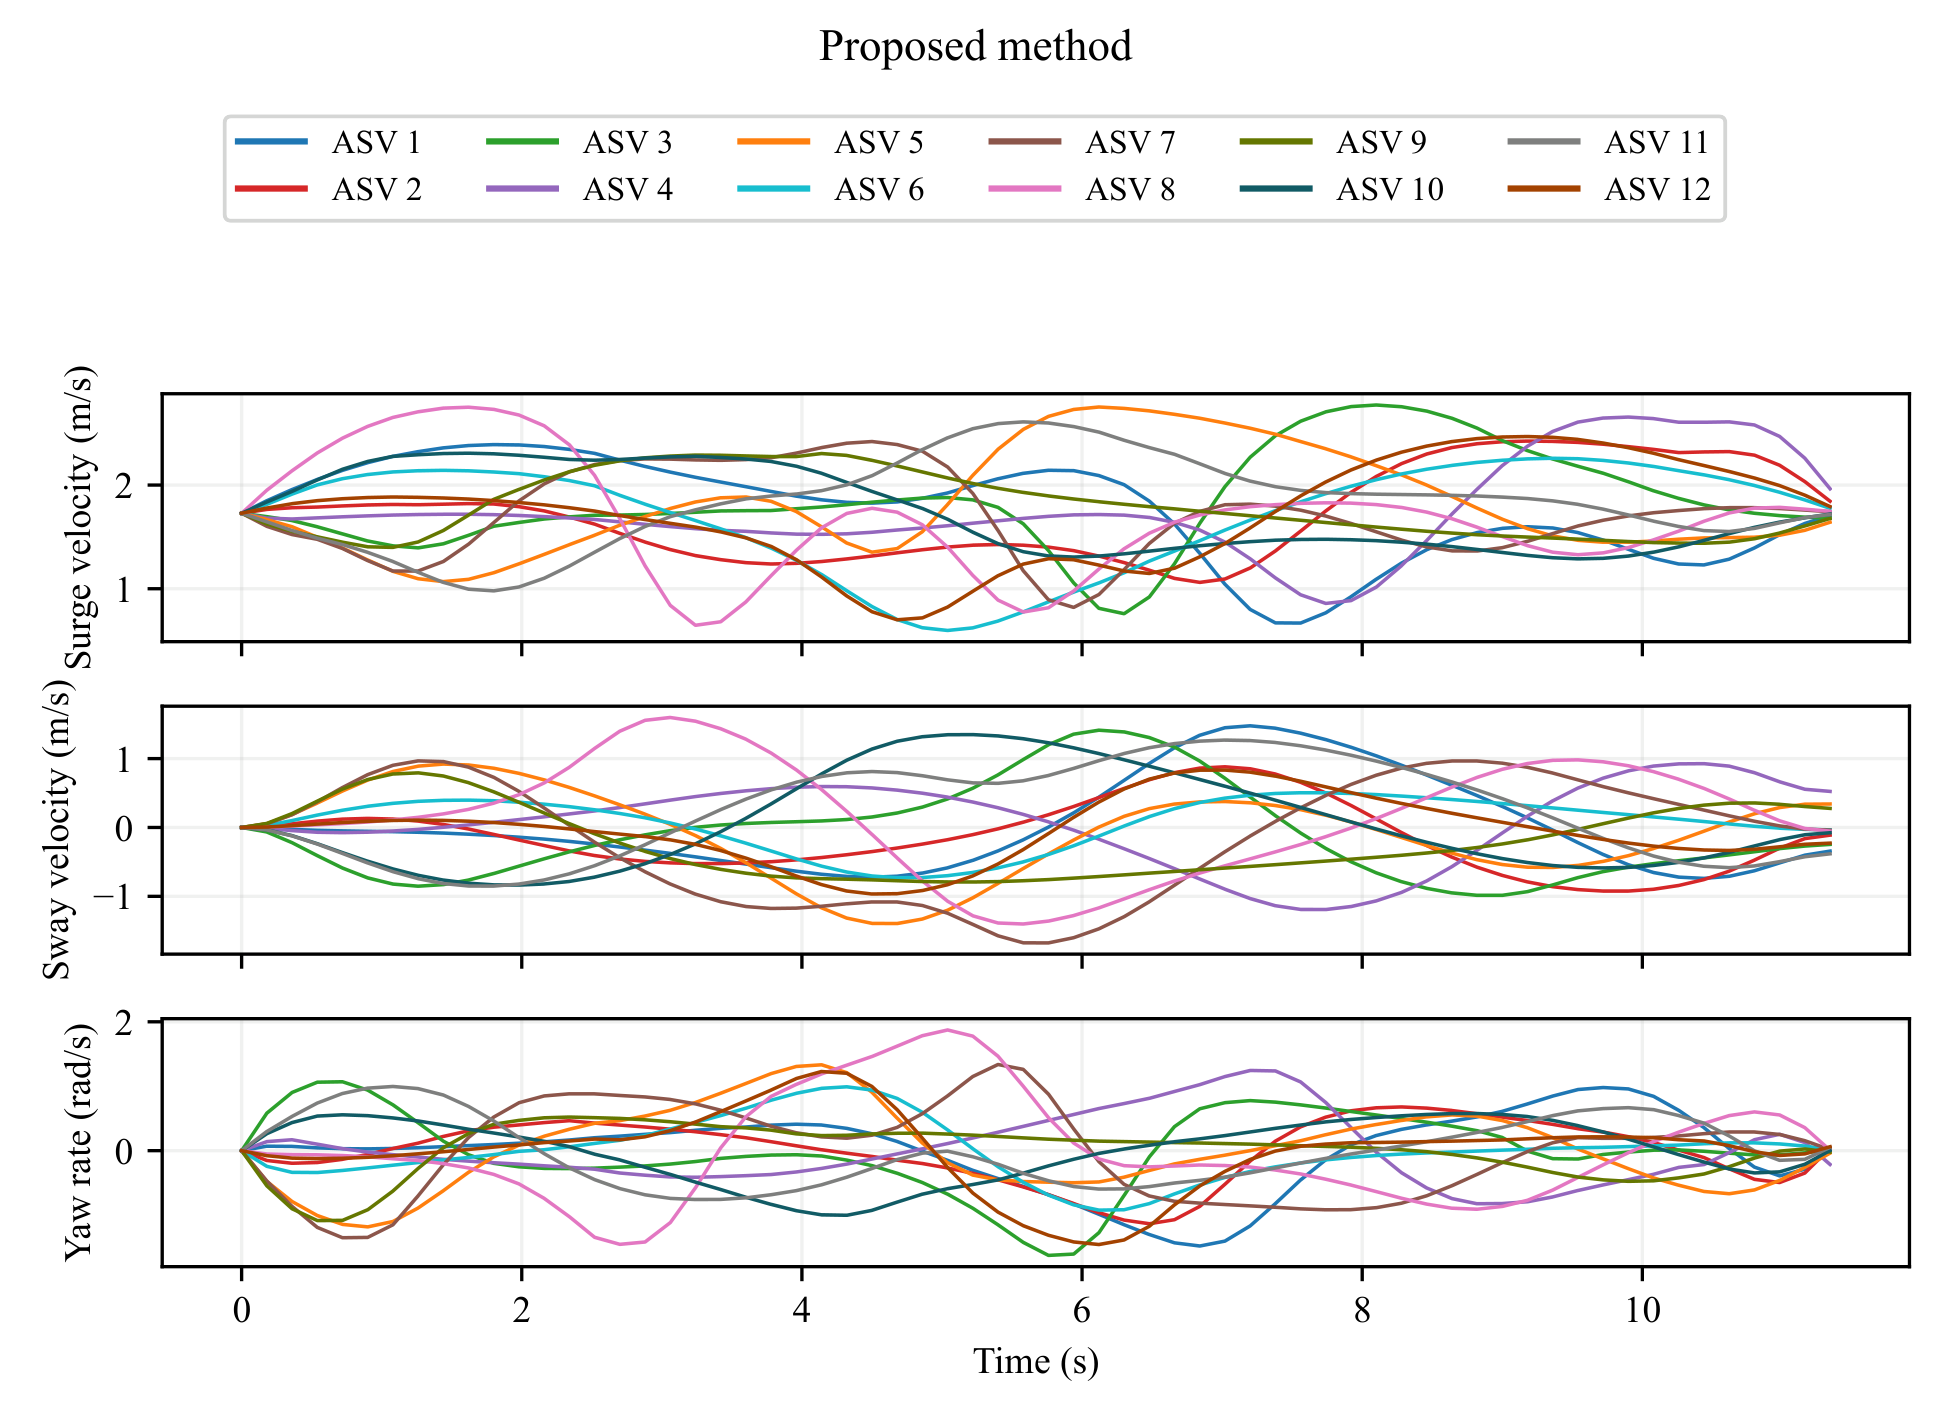 Proposed method
ASV 1 ASV 3 ASV 5 ASV 7 ASV 9 ASV 11
ASV 2 ASV 4 ASV 6 ASV 8 ASV 10 ASV 12
Surge velocity (m/s)
2
1
Sway velocity (m/s)
1
0
−1
Yaw rate (rad/s)
2
0
0 2 4 6 8 10
Time (s)